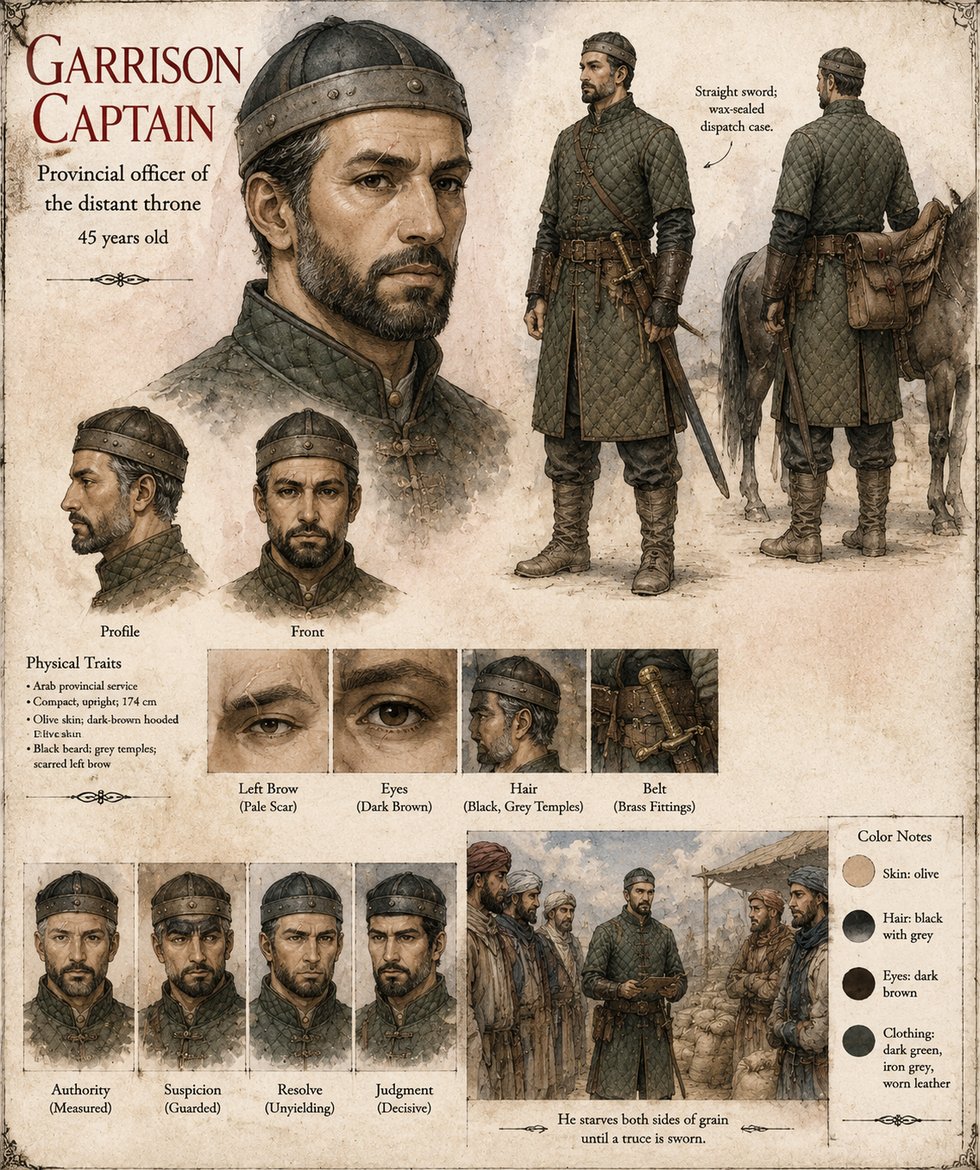 GARRISON
CAPTAIN
Provincial officer of
the distant throne
45 years old
Straight sword;
wax-sealed
dispatch case.
Profile
Front
Physical Traits
• Arab provincial service
• Compact, upright; 174 cm
• Olive skin; dark-brown hooded
skin
• Black beard; grey temples;
scarred left brow
Left Brow
(Pale Scar)
Eyes
(Dark Brown)
Hair
(Black, Grey Temples)
Belt
(Brass Fittings)
Authority
(Measured)
Suspicion
(Guarded)
Resolve
(Unyielding)
Judgment
(Decisive)
He starves both sides of grain
until a truce is sworn.
Color Notes
Skin: olive
Hair: black
with grey
Eyes: dark
brown
Clothing:
dark green,
iron grey,
worn leather